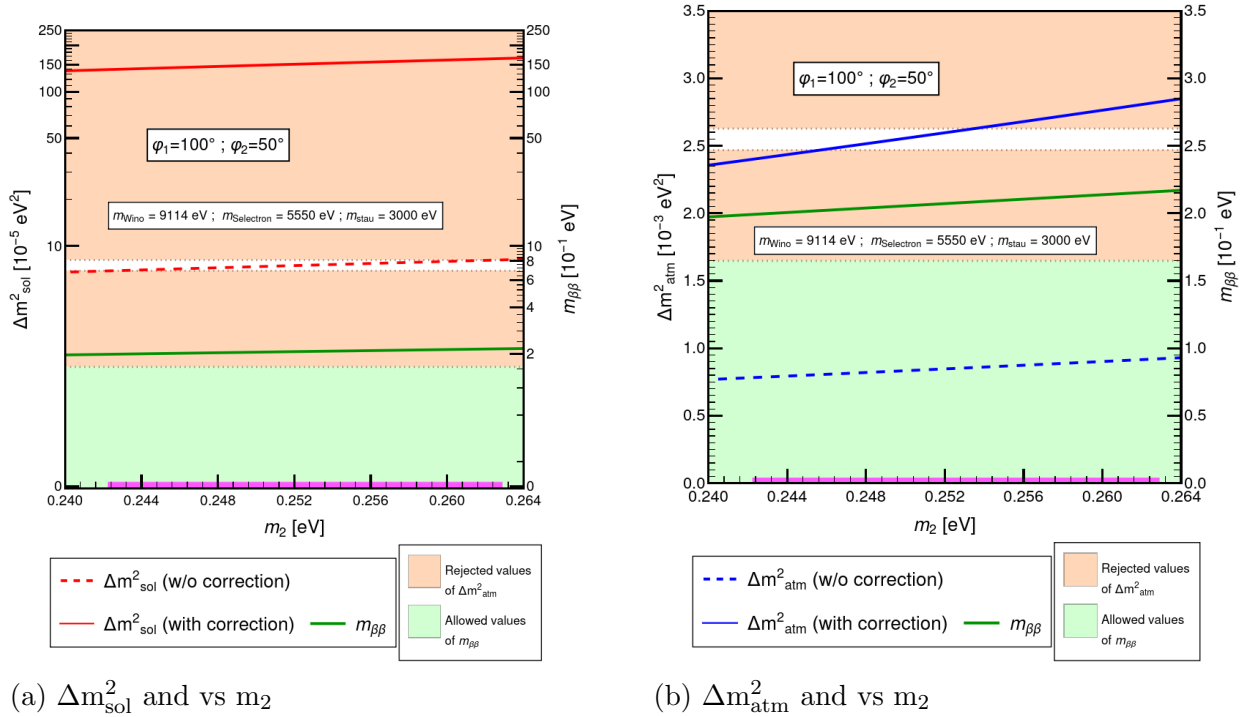 250
150
100
50
10
0
Δm²sol [10⁻⁵ eV²]
φ₁=100° ; φ₂=50°
mWino = 9114 eV ; mSelectron = 5550 eV ; mstau = 3000 eV
250
150
100
50
10
8
6
4
2
0
mββ [10⁻¹ eV]
0.240 0.244 0.248 0.252 0.256 0.260 0.264
m₂ [eV]
Δm²sol (w/o correction)
Δm²sol (with correction) mββ
Rejected values
of Δm²atm
Allowed values
of mββ
(a) Δm²sol and vs m₂
3.5
3.0
2.5
2.0
1.5
1.0
0.5
0.0
Δm²atm [10⁻³ eV²]
φ₁=100° ; φ₂=50°
mWino = 9114 eV ; mSelectron = 5550 eV ; mstau = 3000 eV
3.5
3.0
2.5
2.0
1.5
1.0
0.5
0.0
mββ [10⁻¹ eV]
0.240 0.244 0.248 0.252 0.256 0.260 0.264
m₂ [eV]
Δm²atm (w/o correction)
Δm²atm (with correction) mββ
Rejected values
of Δm²atm
Allowed values
of mββ
(b) Δm²atm and vs m₂